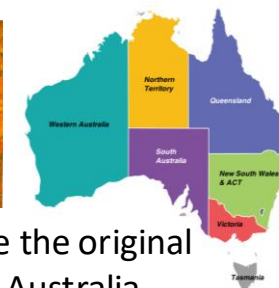 Northern
Territory
Queensland
Western Australia
South
Australia
New South Wales
& ACT
Victoria
e the original
Australia
Tasmania